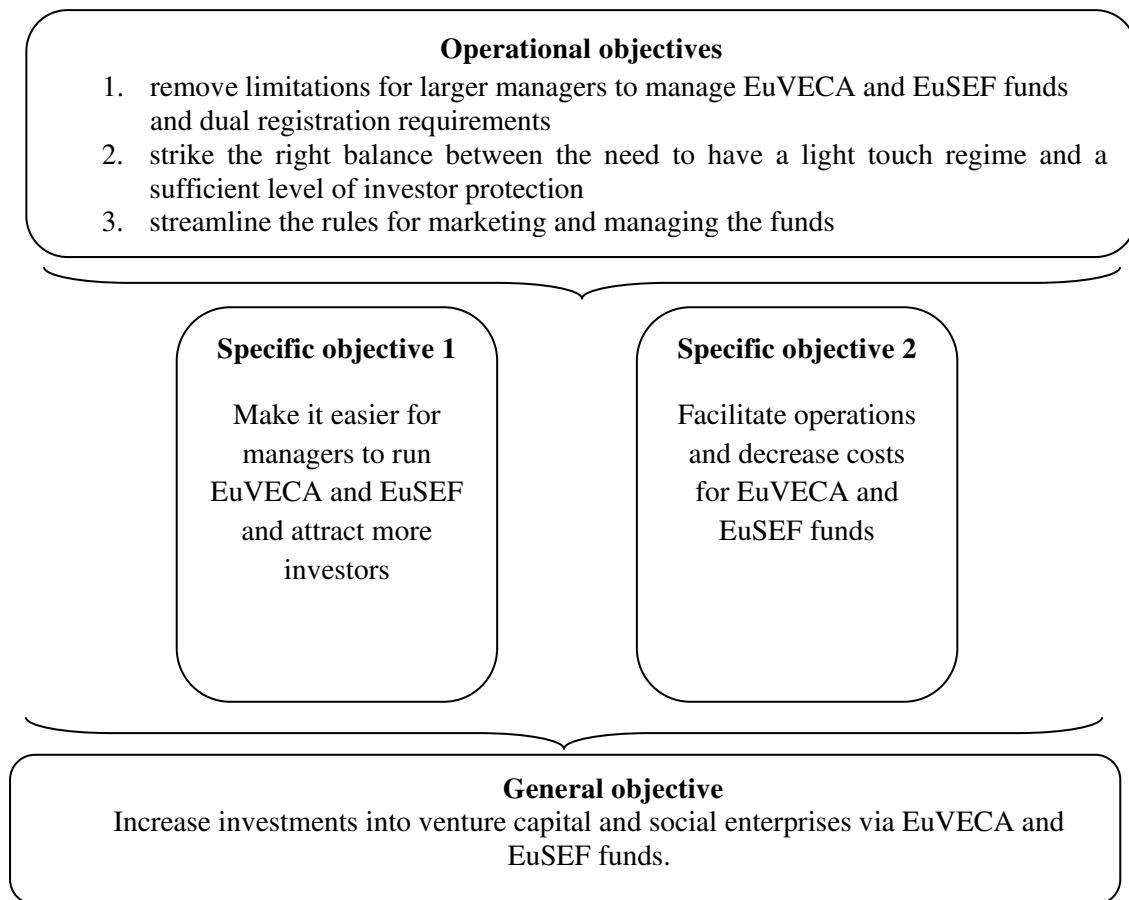 Operational objectives
1. remove limitations for larger managers to manage EuVECA and EuSEF funds
and dual registration requirements
2. strike the right balance between the need to have a light touch regime and a
sufficient level of investor protection
3. streamline the rules for marketing and managing the funds
Specific objective 1
Make it easier for
managers to run
EuVECA and EuSEF
and attract more
investors
Specific objective 2
Facilitate operations
and decrease costs
for EuVECA and
EuSEF funds
General objective
Increase investments into venture capital and social enterprises via EuVECA and
EuSEF funds.